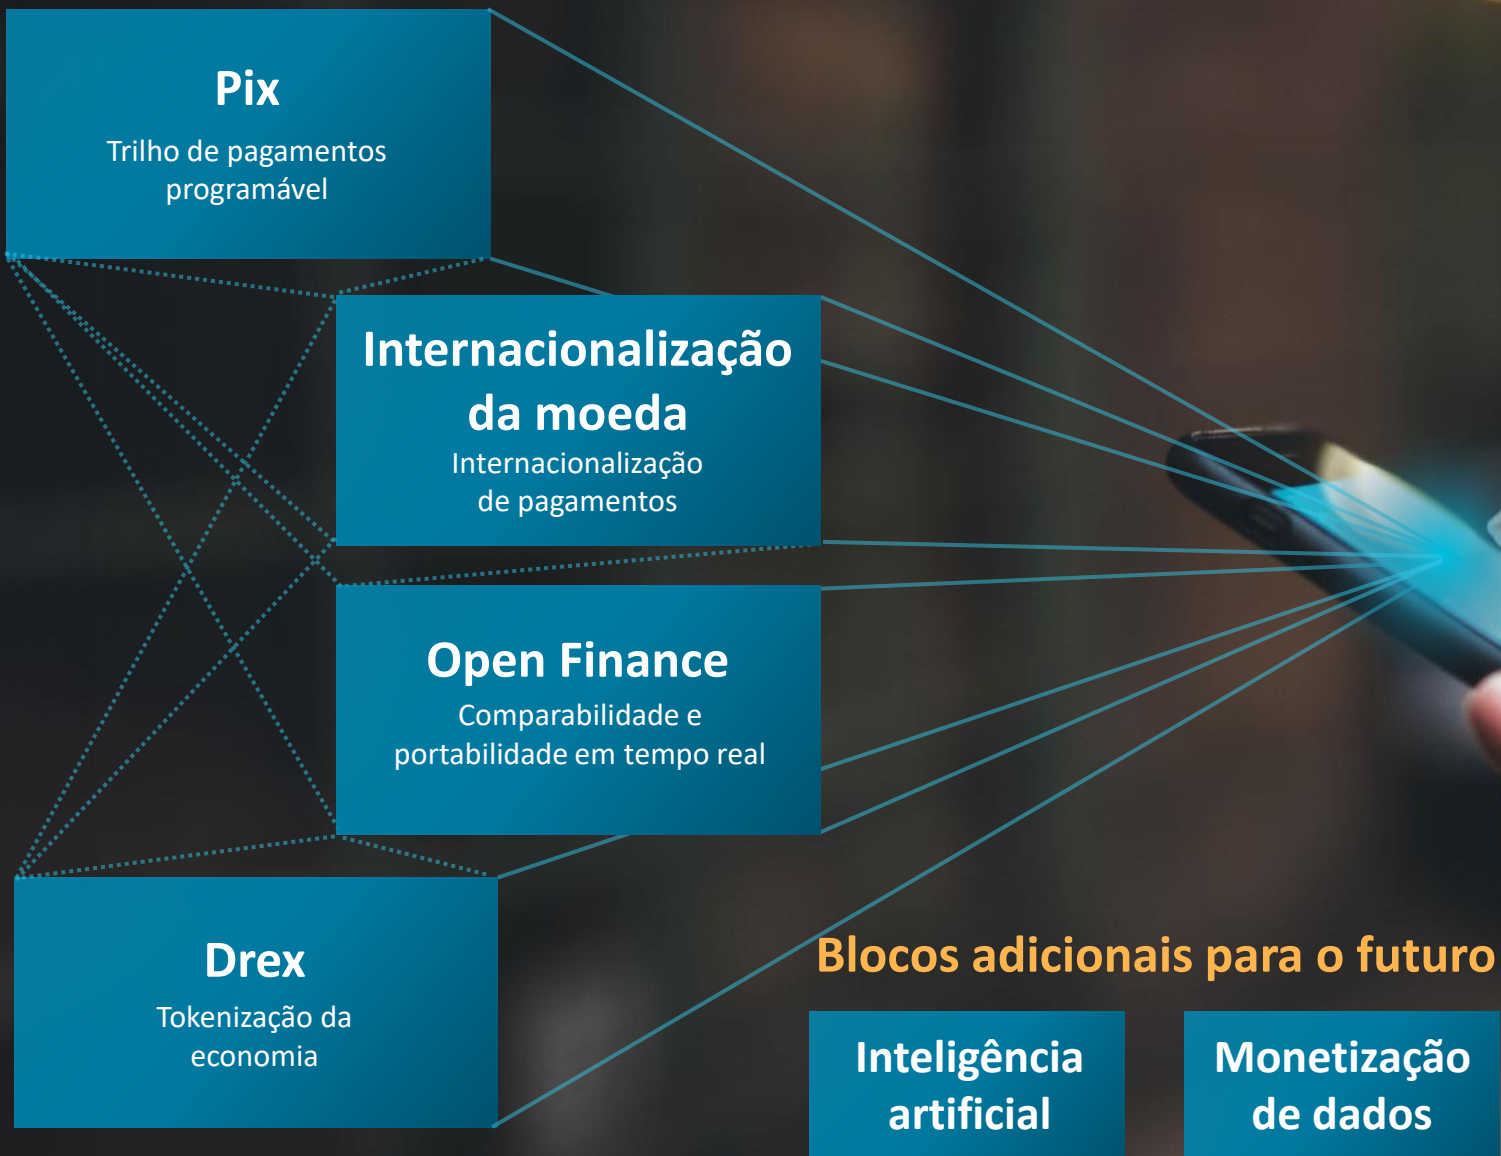 Pix
Trilho de pagamentos
programável
Internacionalização
da moeda
Internacionalização
de pagamentos
Open Finance
Comparabilidade e
portabilidade em tempo real
Drex
Tokenização da
economia
Blocos adicionais para o futuro
Inteligência
artificial
Monetização
de dados